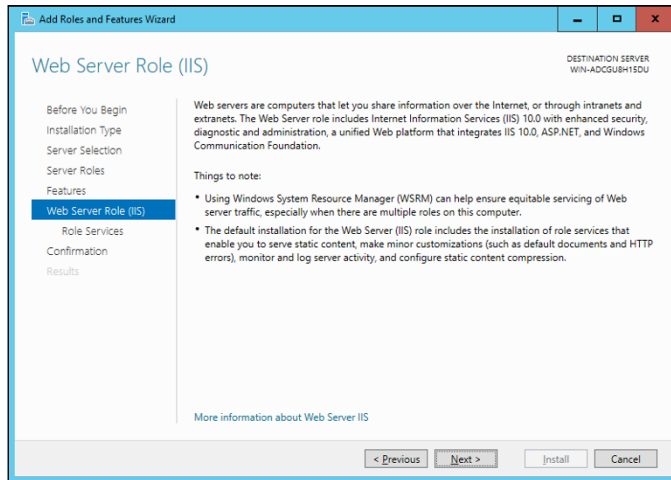 Add Roles and Features Wizard
Web Server Role (IIS)
DESTINATION SERVER
WIN-ADCGU8H15DU
Before You Begin
Installation Type
Server Selection
Server Roles
Features
Web Server Role (IIS)
Role Services
Confirmation
Results
Web servers are computers that let you share information over the Internet, or through intranets and
extranets. The Web Server role includes Internet Information Services (IIS) 10.0 with enhanced security,
diagnostic and administration, a unified Web platform that integrates IIS 10.0, ASP.NET, and Windows
Communication Foundation.
Things to note:
• Using Windows System Resource Manager (WSRM) can help ensure equitable servicing of Web
server traffic, especially when there are multiple roles on this computer.
• The default installation for the Web Server (IIS) role includes the installation of role services that
enable you to serve static content, make minor customizations (such as default documents and HTTP
errors), monitor and log server activity, and configure static content compression.
More information about Web Server IIS
< Previous
Next >
Install
Cancel